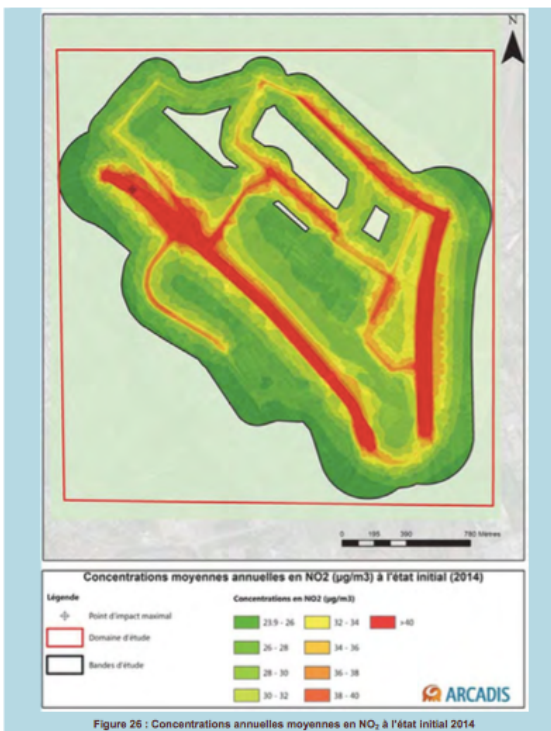 N
0 195 390 780 Mètres
Concentrations moyennes annuelles en NO2 (µg/m3) à l'état initial (2014)
Légende
Point d'impact maximal
Domaine d'étude
Bandes d'étude
Concentrations en NO2 (µg/m3)
23.9 - 26
26 - 28
28 - 30
30 - 32
32 - 34
34 - 36
36 - 38
38 - 40
>40
ARCADIS
Figure 26 : Concentrations annuelles moyennes en NO₂ à l'état initial 2014